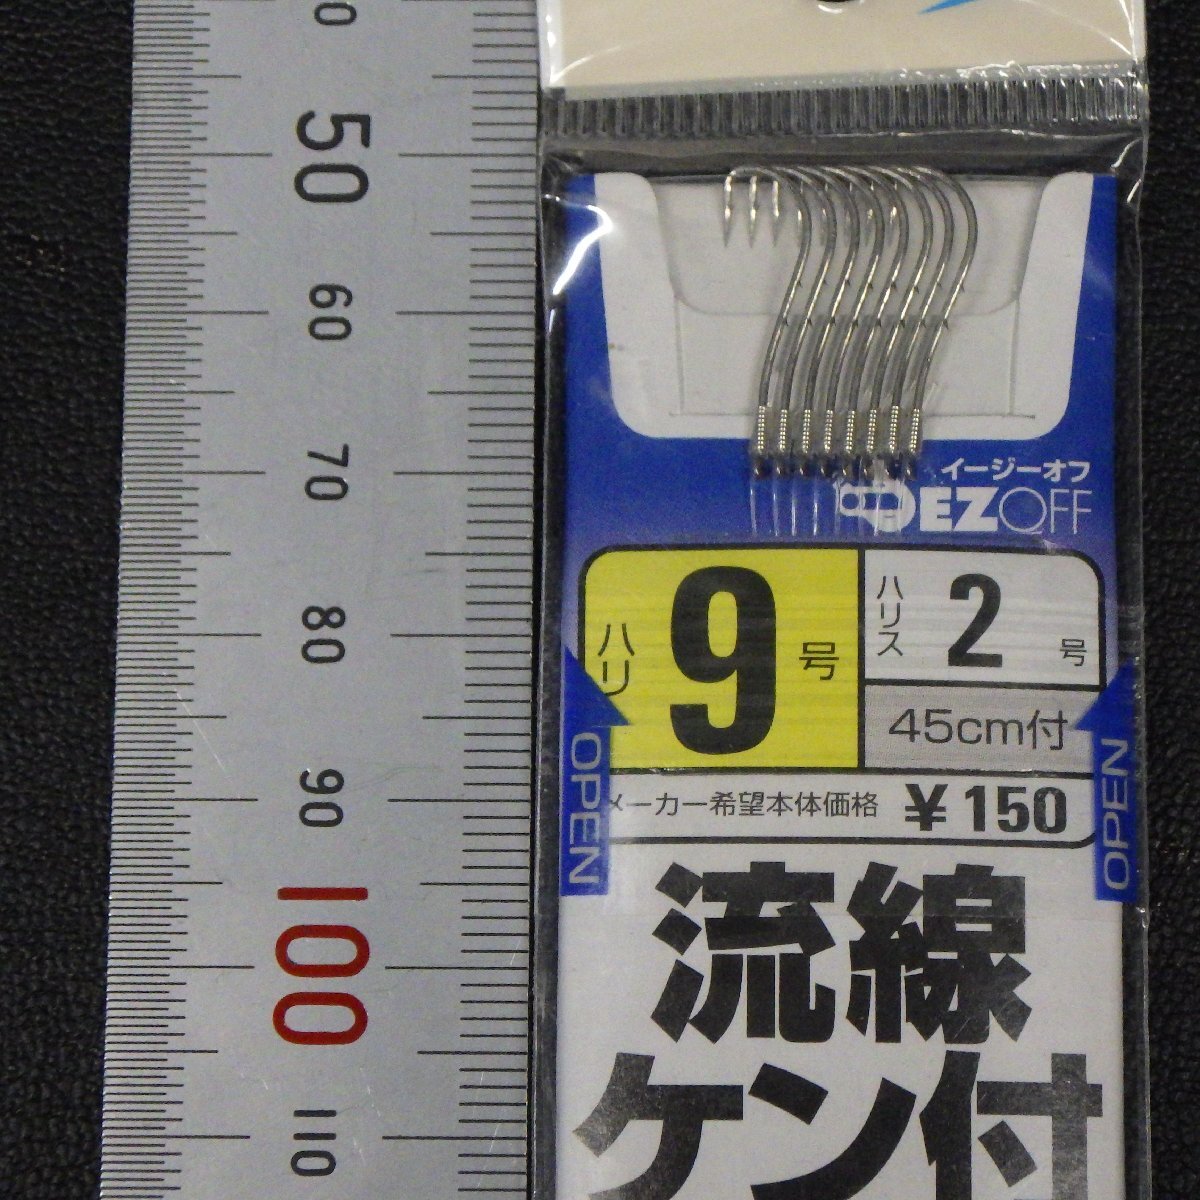 50
60
70
80
90
100
110
イージーオフ
EZOFF
ハリ 9 号
ハリス 2 号
45cm付
メーカー希望本体価格 ¥150
OPEN
OPEN
流線
ケン付